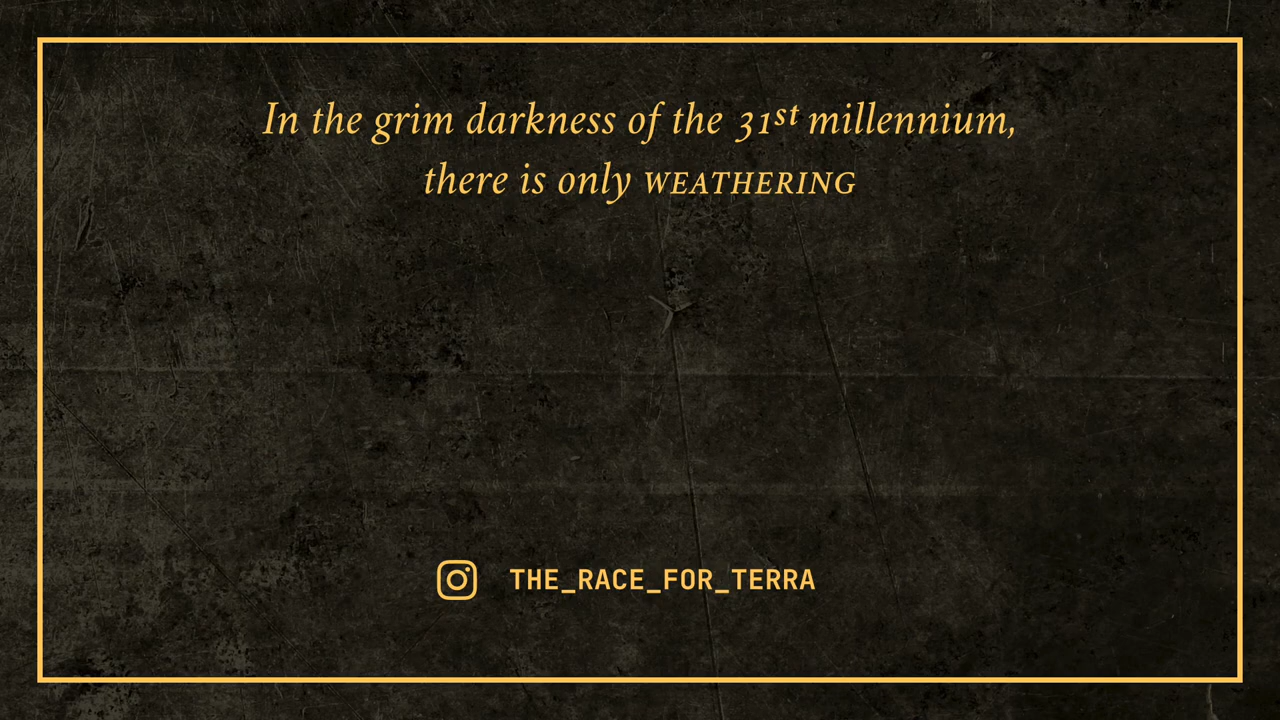 In the grim darkness of the 31st millennium,
there is only WEATHERING
THE_RACE_FOR_TERRA